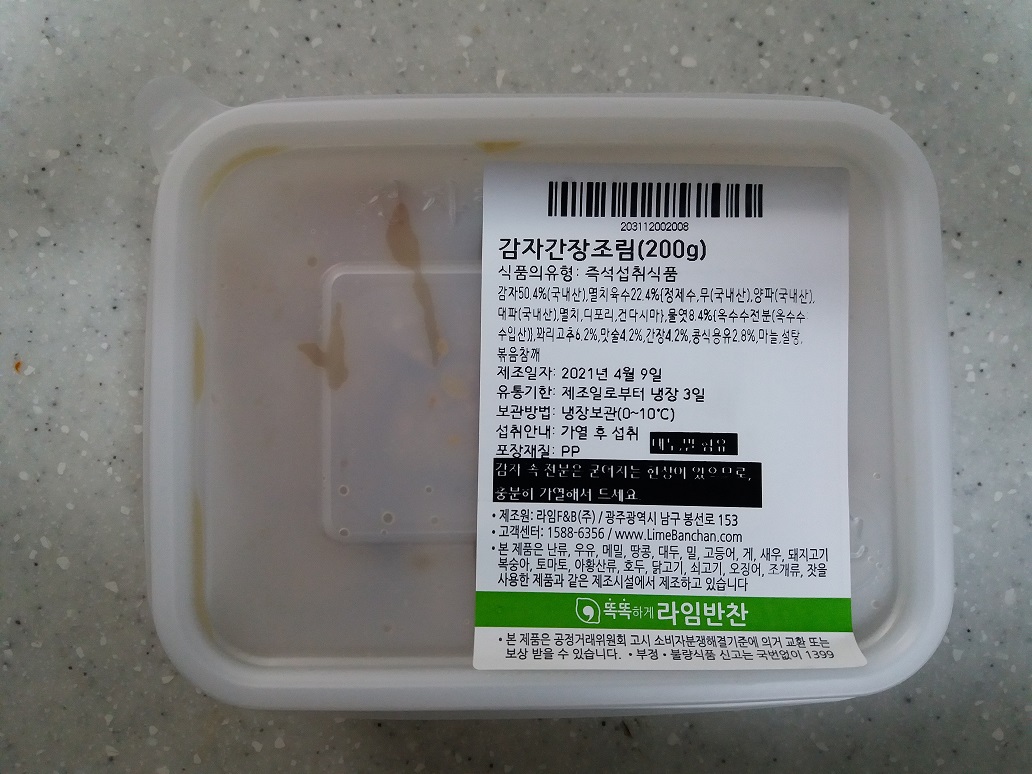 203112002008
감자간장조림(200g)
식품의유형: 즉석섭취식품
감자50.4%(국내산),멸치육수22.4%{정제수,무(국내산),양파(국내산),
대파(국내산),멸치,디포리,건다시마},물엿8.4%{옥수수전분(옥수수
수입산)},꽈리고추6.2%,맛술4.2%,간장4.2%,콩식용유2.8%,마늘,설탕,
볶음참깨
제조일자: 2021년 4월 9일
유통기한: 제조일로부터 냉장 3일
보관방법: 냉장보관(0~10℃)
섭취안내: 가열 후 섭취
대두,밀 함유
포장재질: PP
감자 속 전분은 굳어지는 현상이 있으므로,
충분히 가열해서 드세요
• 제조원: 라임F&B(주) / 광주광역시 남구 봉선로 153
• 고객센터: 1588-6356 / www.LimeBanchan.com
• 본 제품은 난류, 우유, 메밀, 땅콩, 대두, 밀, 고등어, 게, 새우, 돼지고기
복숭아, 토마토, 아황산류, 호두, 닭고기, 쇠고기, 오징어, 조개류, 잣을
사용한 제품과 같은 제조시설에서 제조하고 있습니다
똑똑하게 라임반찬
• 본 제품은 공정거래위원회 고시 소비자분쟁해결기준에 의거 교환 또는
보상 받을 수 있습니다. • 부정 • 불량식품 신고는 국번없이 1399